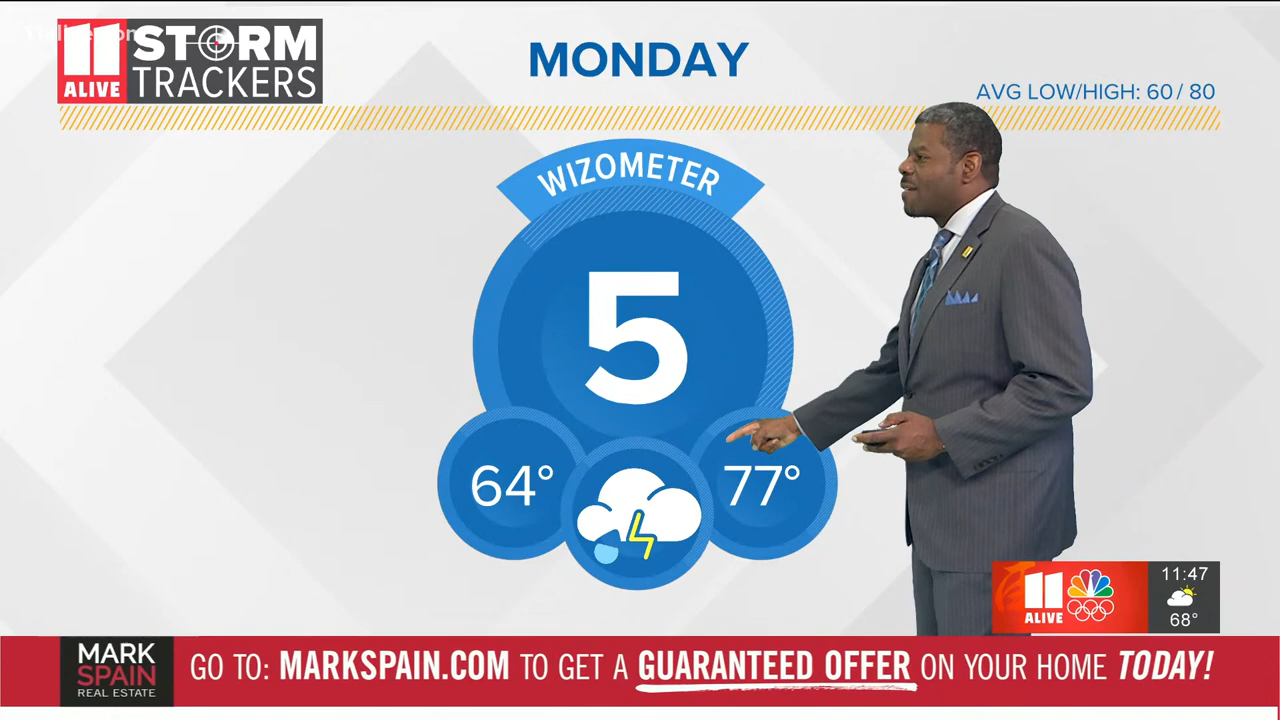 11 ALIVE STORM TRACKERS
MONDAY
AVG LOW/HIGH: 60 / 80
WIZOMETER
5
64°
77°
11 ALIVE
11:47
68°
MARK SPAIN
REAL ESTATE
GO TO: MARKSPAIN.COM TO GET A GUARANTEED OFFER ON YOUR HOME TODAY!